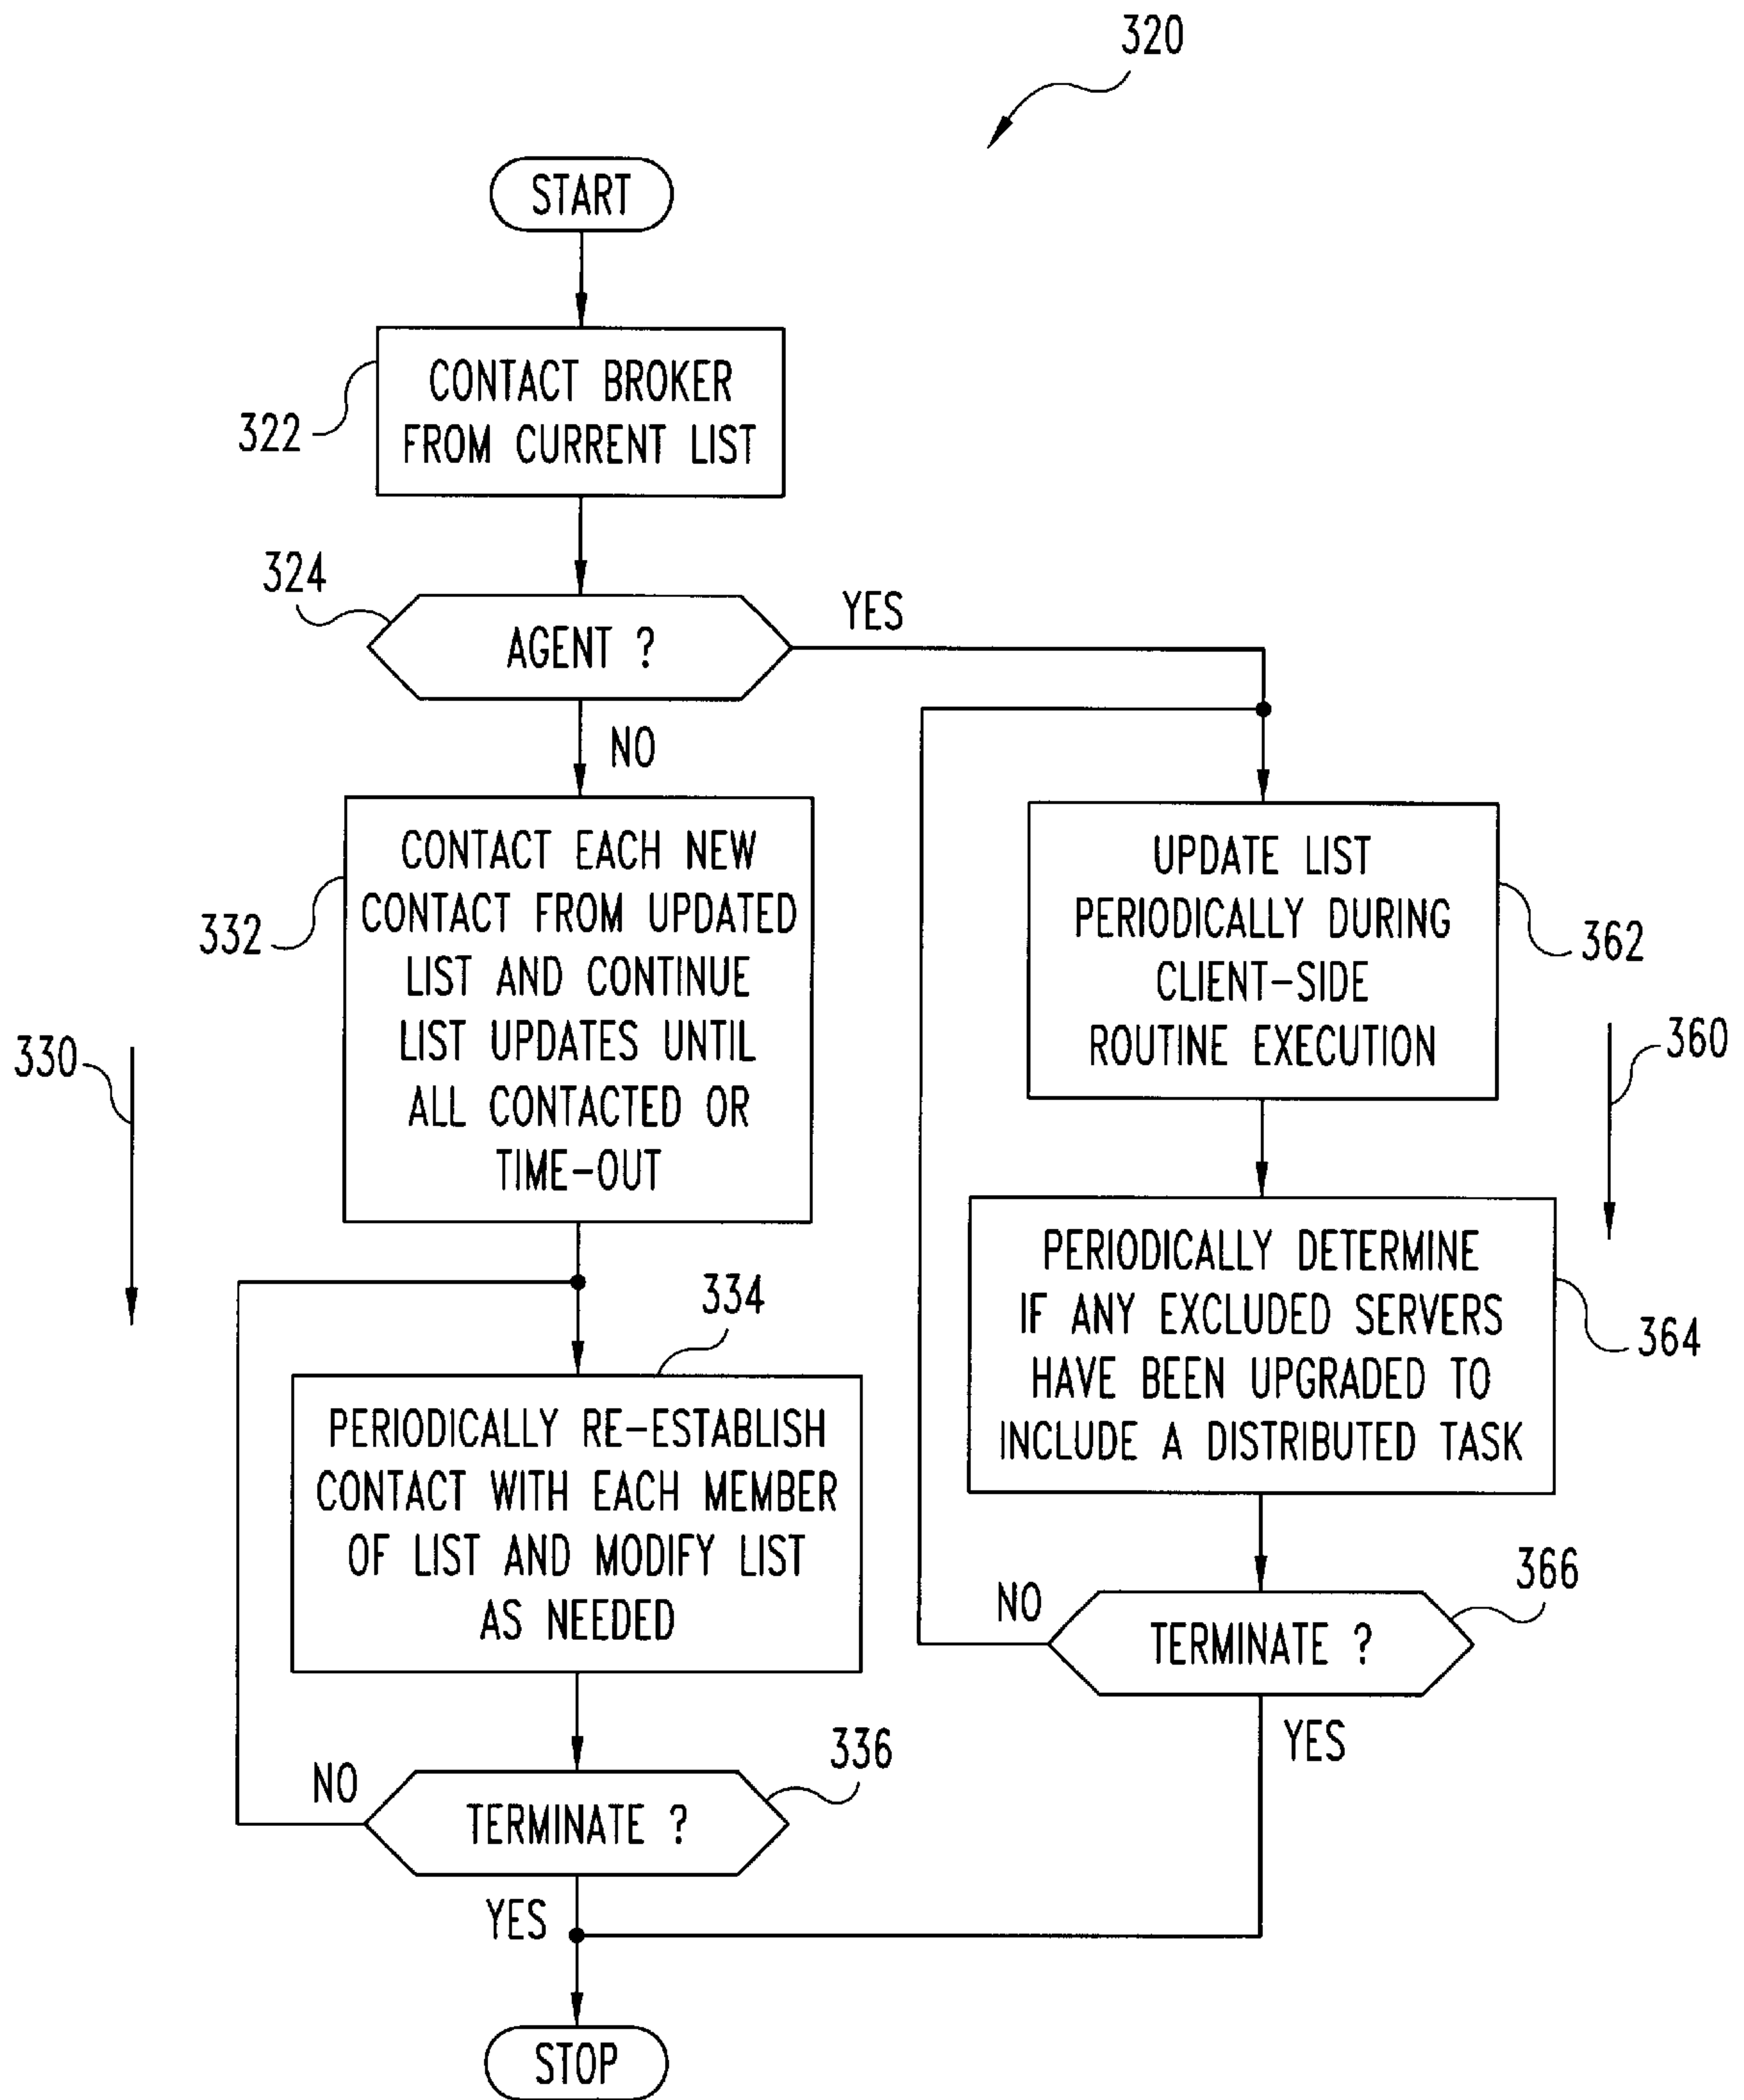 320
START
CONTACT BROKER
FROM CURRENT LIST
322
324
AGENT ?
YES
NO
CONTACT EACH NEW
CONTACT FROM UPDATED
LIST AND CONTINUE
LIST UPDATES UNTIL
ALL CONTACTED OR
TIME-OUT
332
330
UPDATE LIST
PERIODICALLY DURING
CLIENT-SIDE
ROUTINE EXECUTION
362
360
PERIODICALLY DETERMINE
IF ANY EXCLUDED SERVERS
HAVE BEEN UPGRADED TO
INCLUDE A DISTRIBUTED TASK
364
334
PERIODICALLY RE-ESTABLISH
CONTACT WITH EACH MEMBER
OF LIST AND MODIFY LIST
AS NEEDED
366
NO
TERMINATE ?
YES
336
NO
TERMINATE ?
YES
STOP